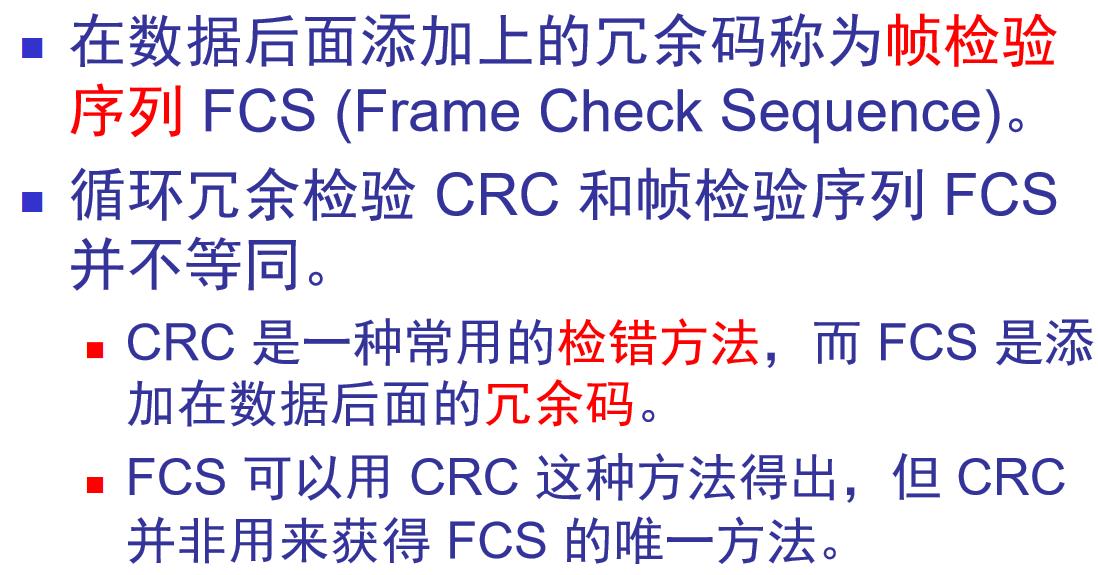 在数据后面添加上的冗余码称为帧检验
序列 FCS (Frame Check Sequence)。
循环冗余检验 CRC 和帧检验序列 FCS
并不等同。
CRC 是一种常用的检错方法，而 FCS 是添
加在数据后面的冗余码。
FCS 可以用 CRC 这种方法得出，但 CRC
并非用来获得 FCS 的唯一方法。